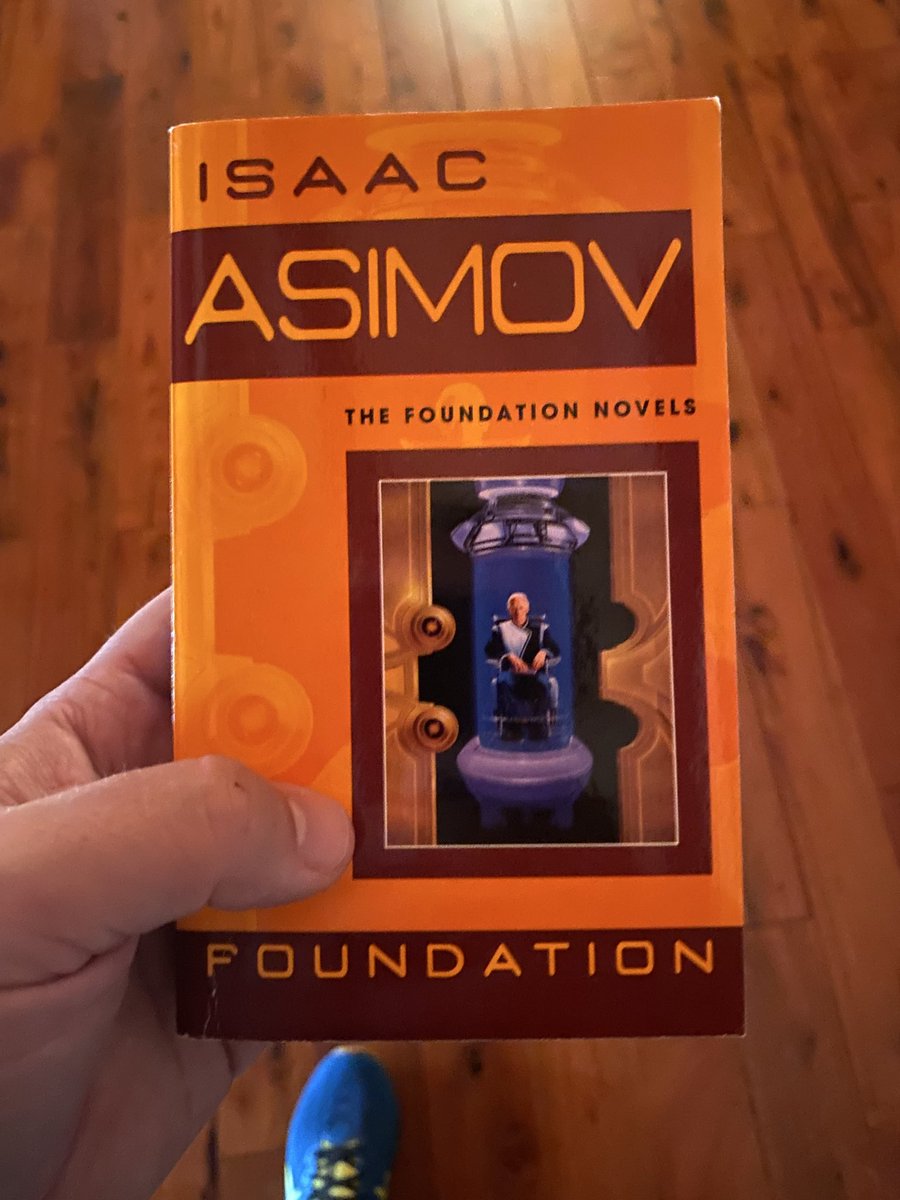 ISAAC
ASIMOV
THE FOUNDATION NOVELS
FOUNDATION